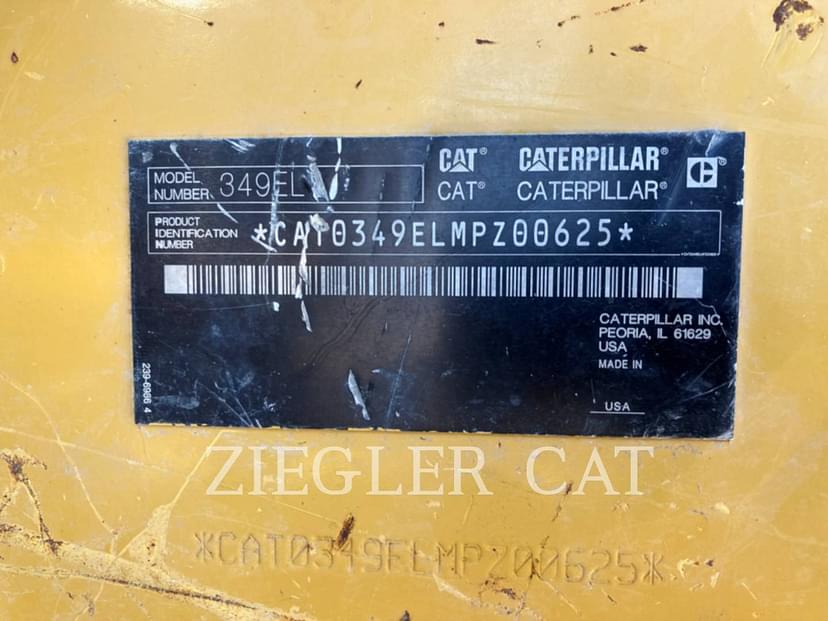 MODEL NUMBER 349EL
CAT® CATERPILLAR®
CAT® CATERPILLAR®
PRODUCT
IDENTIFICATION
NUMBER
*CAT0349ELMPZ00625*
CATERPILLAR INC.
PEORIA, IL 61629
USA
MADE IN
USA
239-6986 4
ZIEGLER CAT
*CAT0349ELMPZ00625*